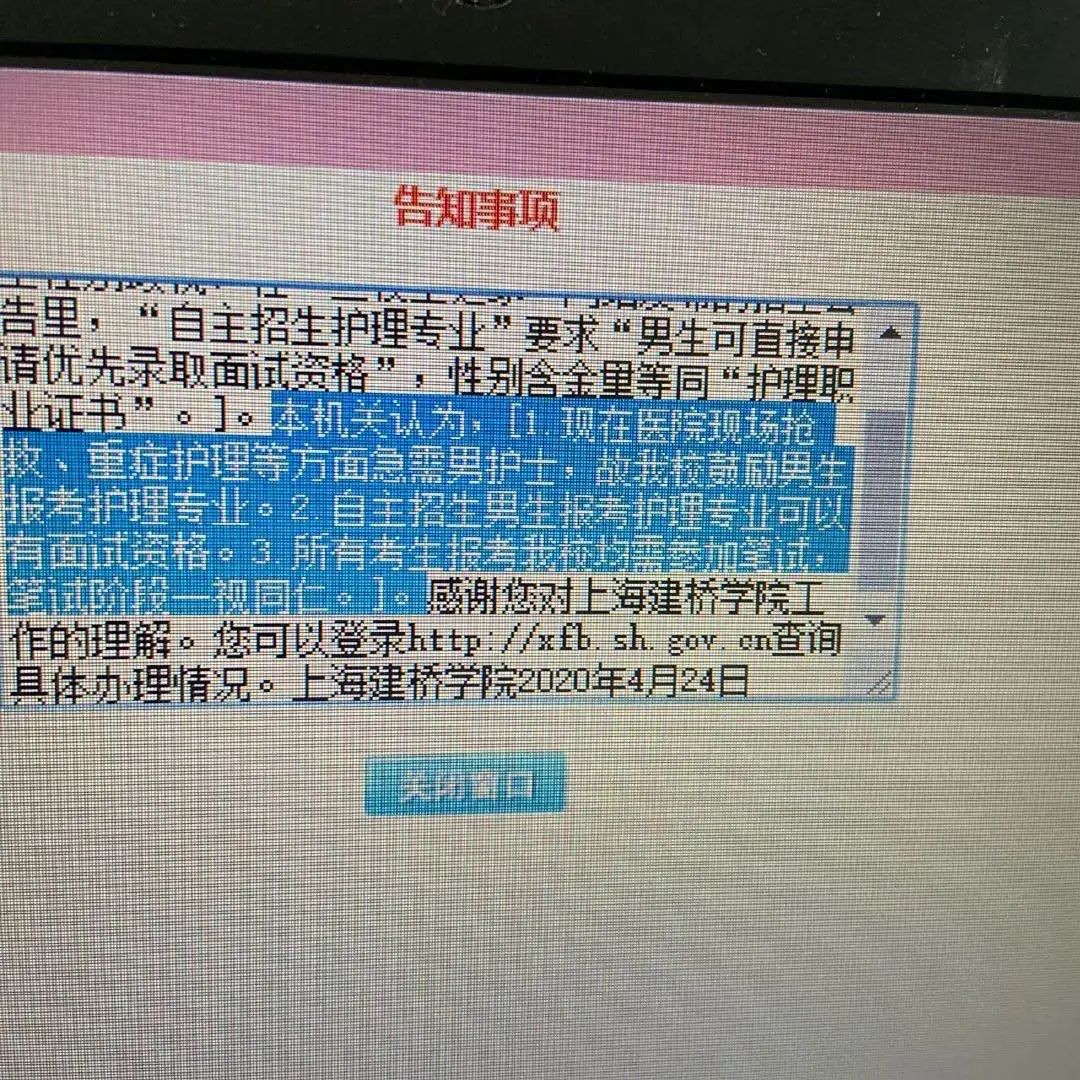 告知事项
告里，“自主招生护理专业”要求“男生可直接申
请优先录取面试资格”，性别含金量等同“护理职
业证书”。]。本机关认为，[1.现在医院现场抢
救、重症护理等方面急需男护士，故我校鼓励男生
报考护理专业。2.自主招生男生报考护理专业可以
有面试资格。3.所有考生报考我校均需参加笔试，
笔试阶段一视同仁。]。感谢您对上海建桥学院工
作的理解。您可以登录http://xfb.sh.gov.cn查询
具体办理情况。上海建桥学院2020年4月24日
关闭窗口